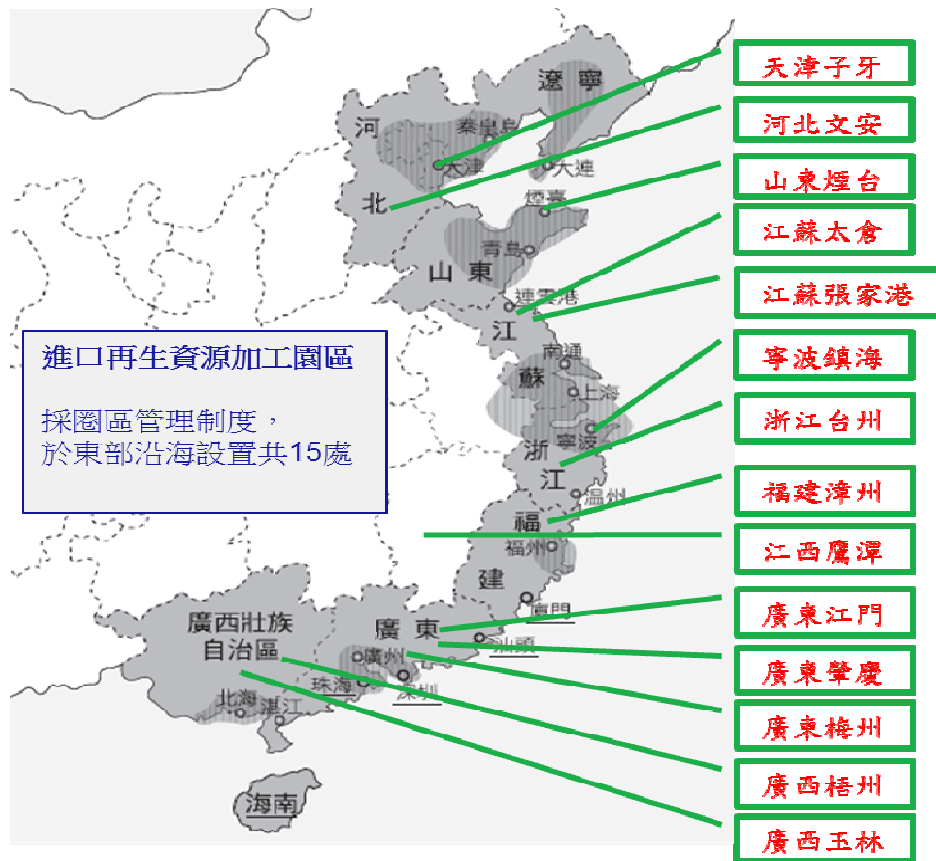 遼寧
河
秦皇島
天津
大連
北
煙臺
青島
山東
連雲港
江
南通
蘇
上海
寧波
浙
江
温州
福
福州
建
廈門
廣西壯族
自治區
廣東
汕頭
廣州
珠海
深圳
北海
湛江
海南
進口再生資源加工園區
採圈區管理制度，
於東部沿海設置共15處
天津子牙
河北文安
山東煙台
江蘇太倉
江蘇張家港
寧波鎮海
浙江台州
福建漳州
江西鷹潭
廣東江門
廣東肇慶
廣東梅州
廣西梧州
廣西玉林